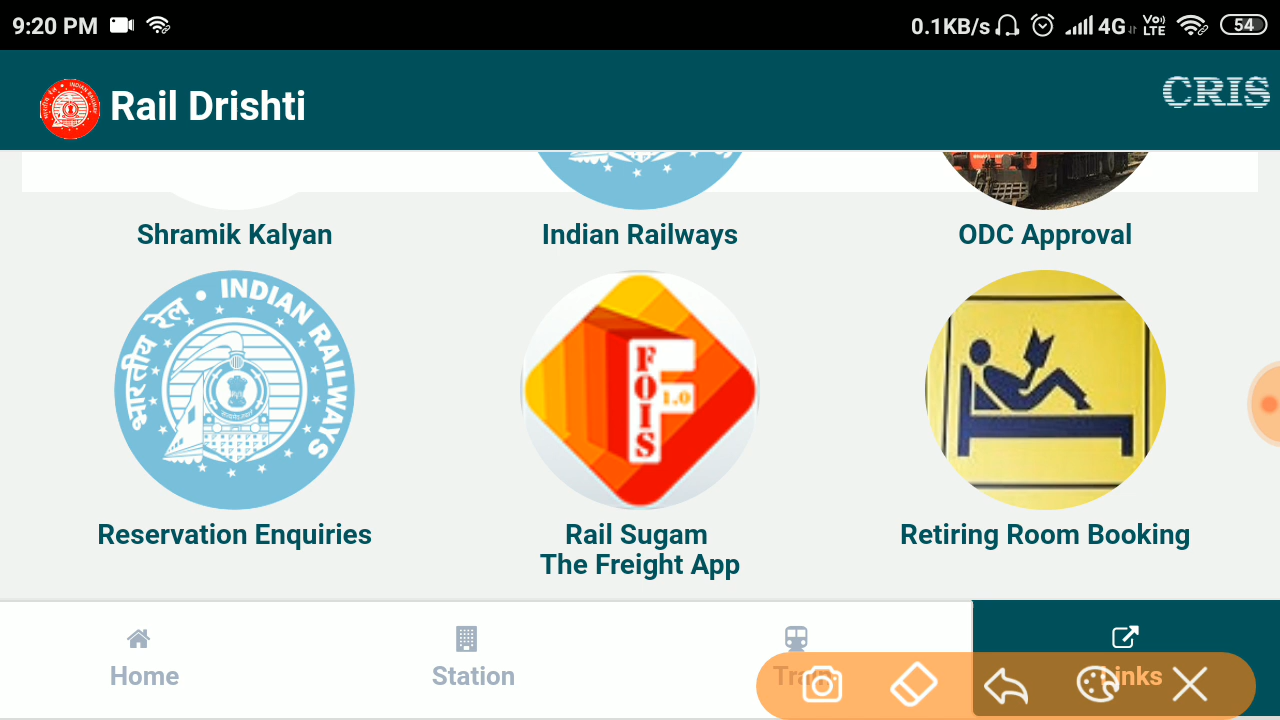 9:20 PM
0.1KB/s 4G Vo) LTE 54
Rail Drishti
CRIS
Shramik Kalyan
Indian Railways
ODC Approval
भारतीय रेल • INDIAN RAILWAYS
FOIS 1.0
Reservation Enquiries
Rail Sugam
The Freight App
Retiring Room Booking
Home
Station
Train
Links